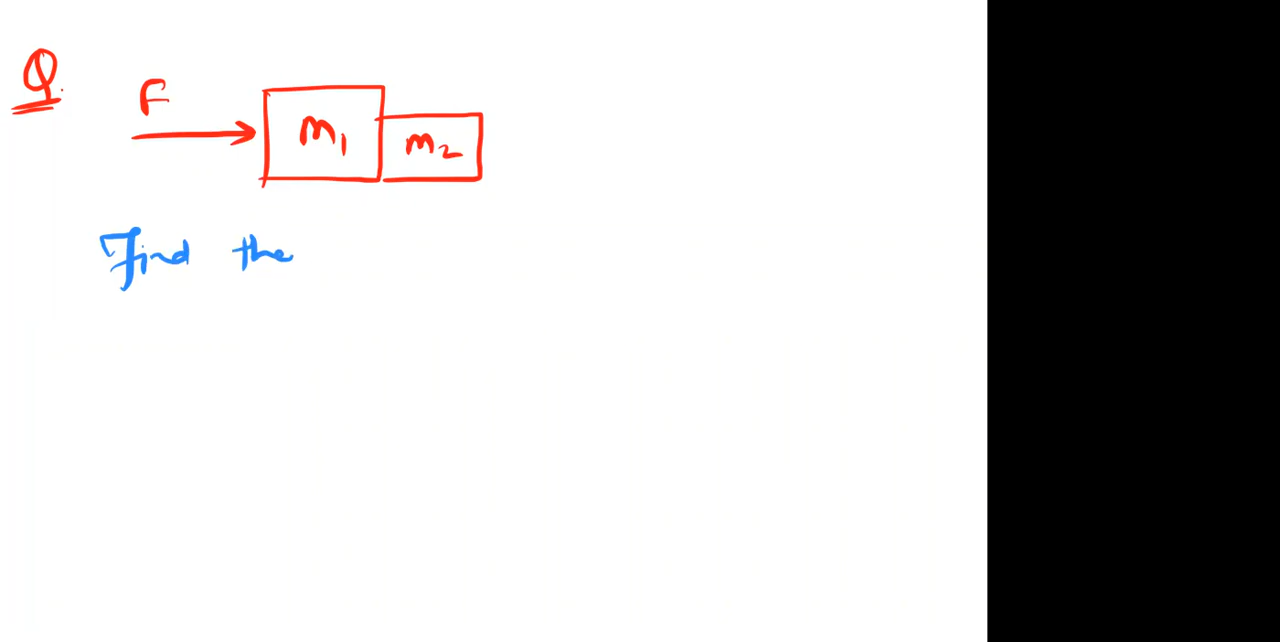 Q.
F
m₁ m₂
Find the